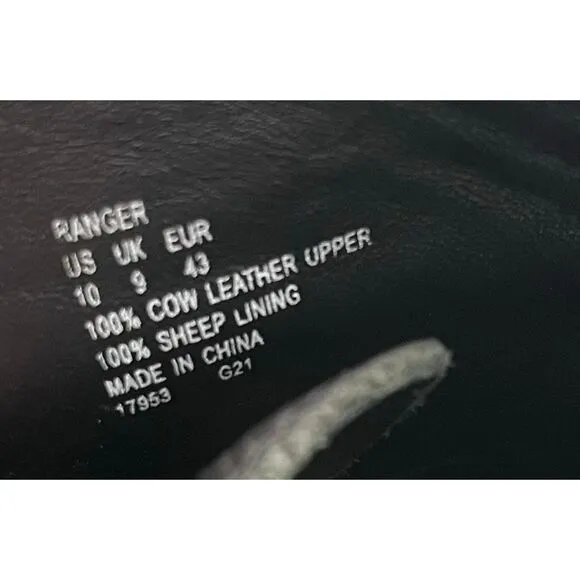 RANGER
US UK EUR
10 9 43
100% COW LEATHER UPPER
100% SHEEP LINING
MADE IN CHINA
17953 G21